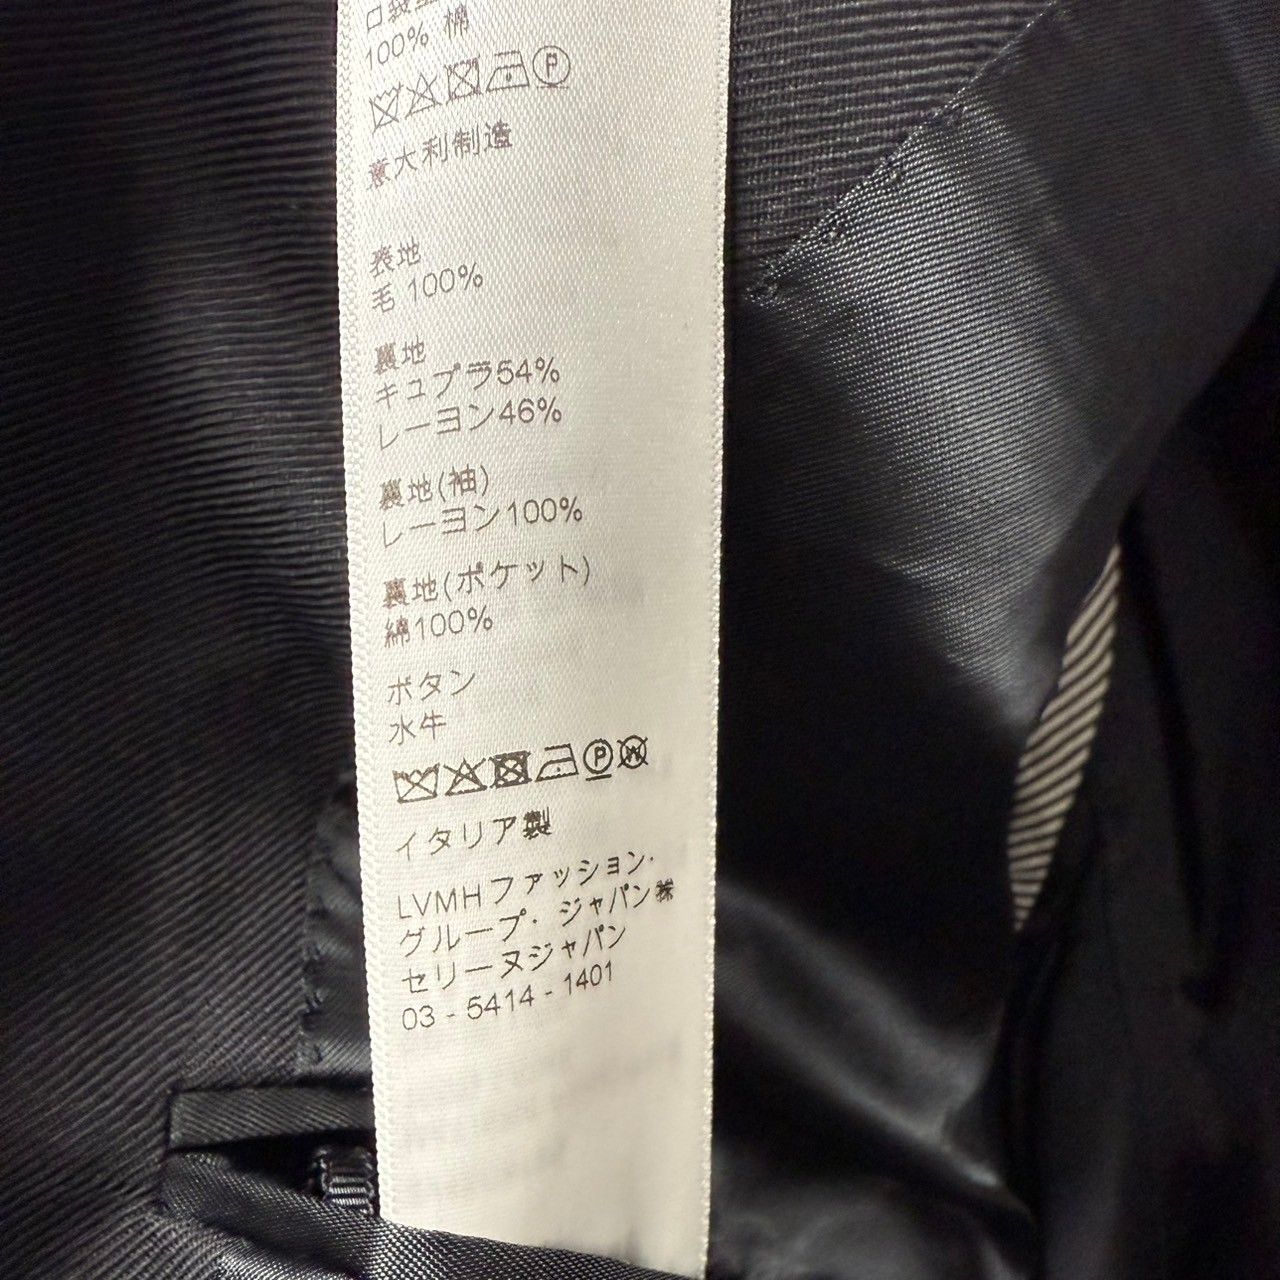 100% 棉
意大利制造
表地
毛 100%
裏地
キュプラ54%
レーヨン46%
裏地(袖)
レーヨン100%
裏地(ポケット)
綿100%
ボタン
水牛
イタリア製
LVMHファッション・
グループ・ジャパン㈱
セリーヌジャパン
03 - 5414 - 1401